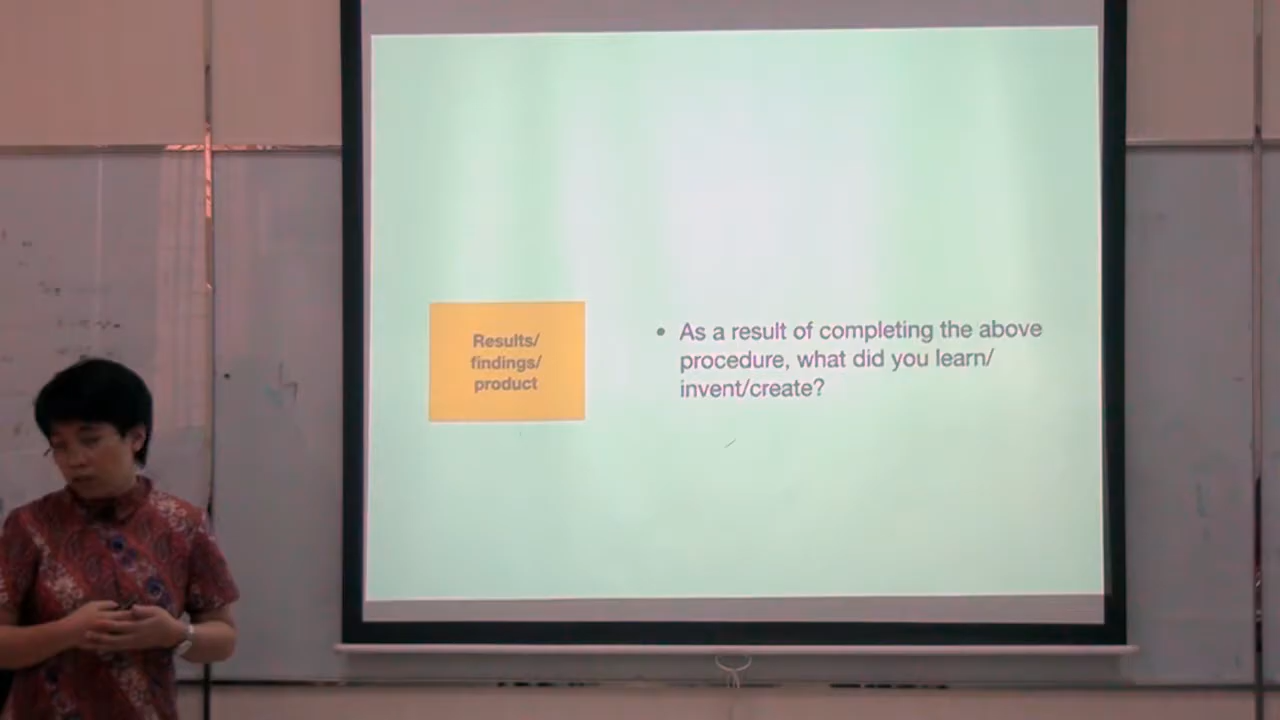 Results/
findings/
product
• As a result of completing the above
procedure, what did you learn/
invent/create?